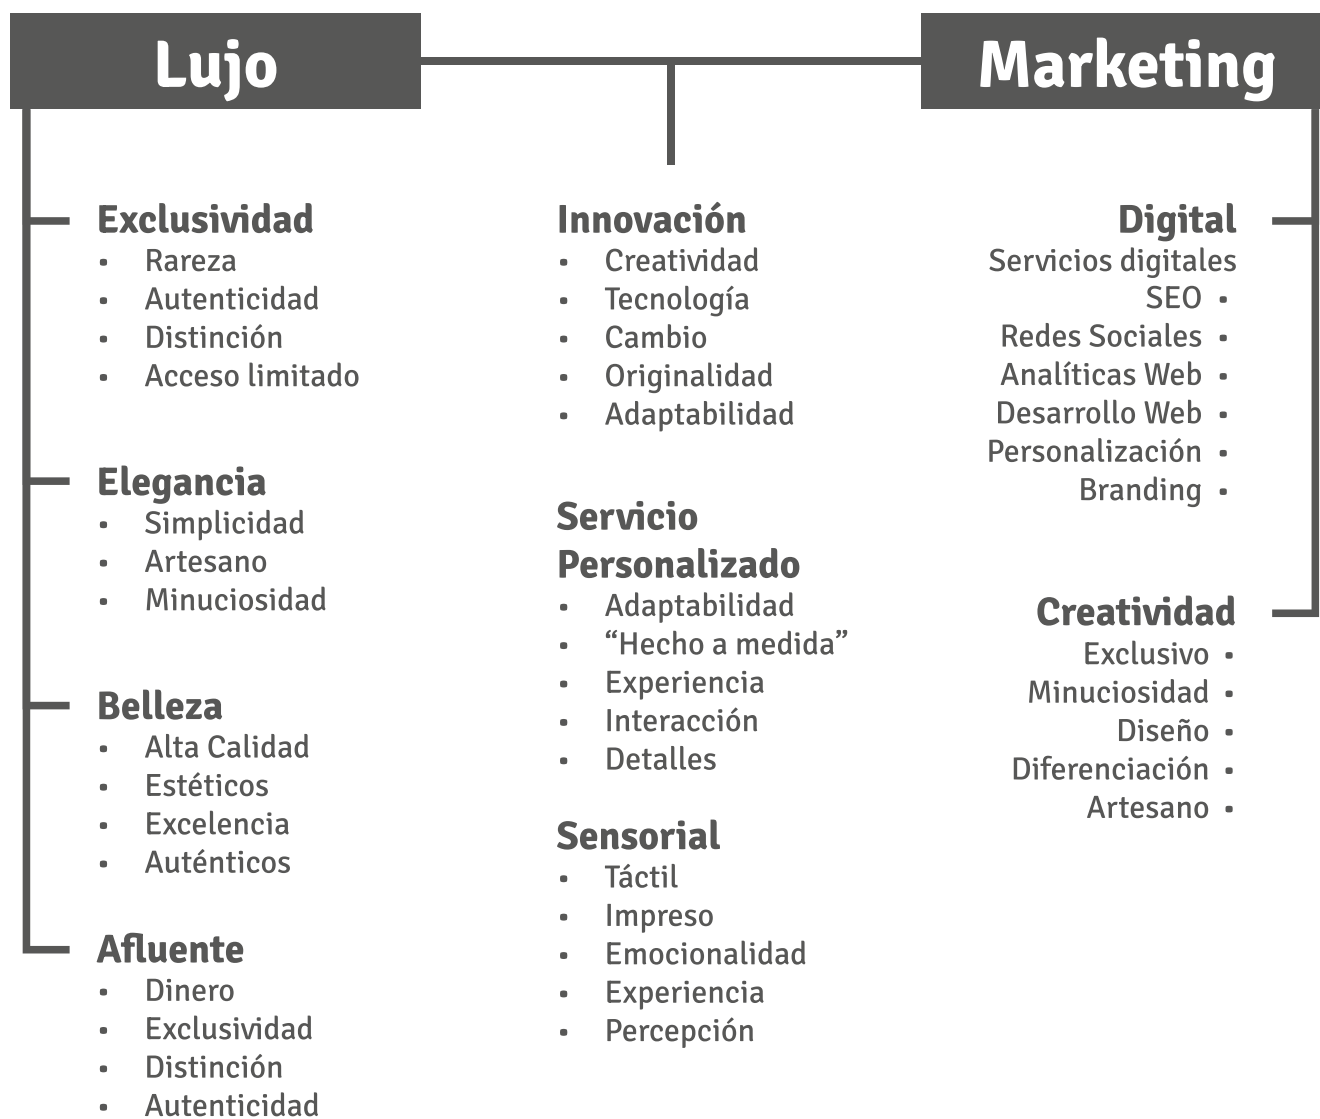 Lujo
Marketing
Exclusividad
• Rareza
• Autenticidad
• Distinción
• Acceso limitado
Elegancia
• Simplicidad
• Artesano
• Minuciosidad
Belleza
• Alta Calidad
• Estéticos
• Excelencia
• Auténticos
Afluente
• Dinero
• Exclusividad
• Distinción
• Autenticidad
Innovación
• Creatividad
• Tecnología
• Cambio
• Originalidad
• Adaptabilidad
Servicio
Personalizado
• Adaptabilidad
• “Hecho a medida”
• Experiencia
• Interacción
• Detalles
Sensorial
• Táctil
• Impreso
• Emocionalidad
• Experiencia
• Percepción
Digital
Servicios digitales
SEO •
Redes Sociales •
Analíticas Web •
Desarrollo Web •
Personalización •
Branding •
Creatividad
Exclusivo •
Minuciosidad •
Diseño •
Diferenciación •
Artesano •